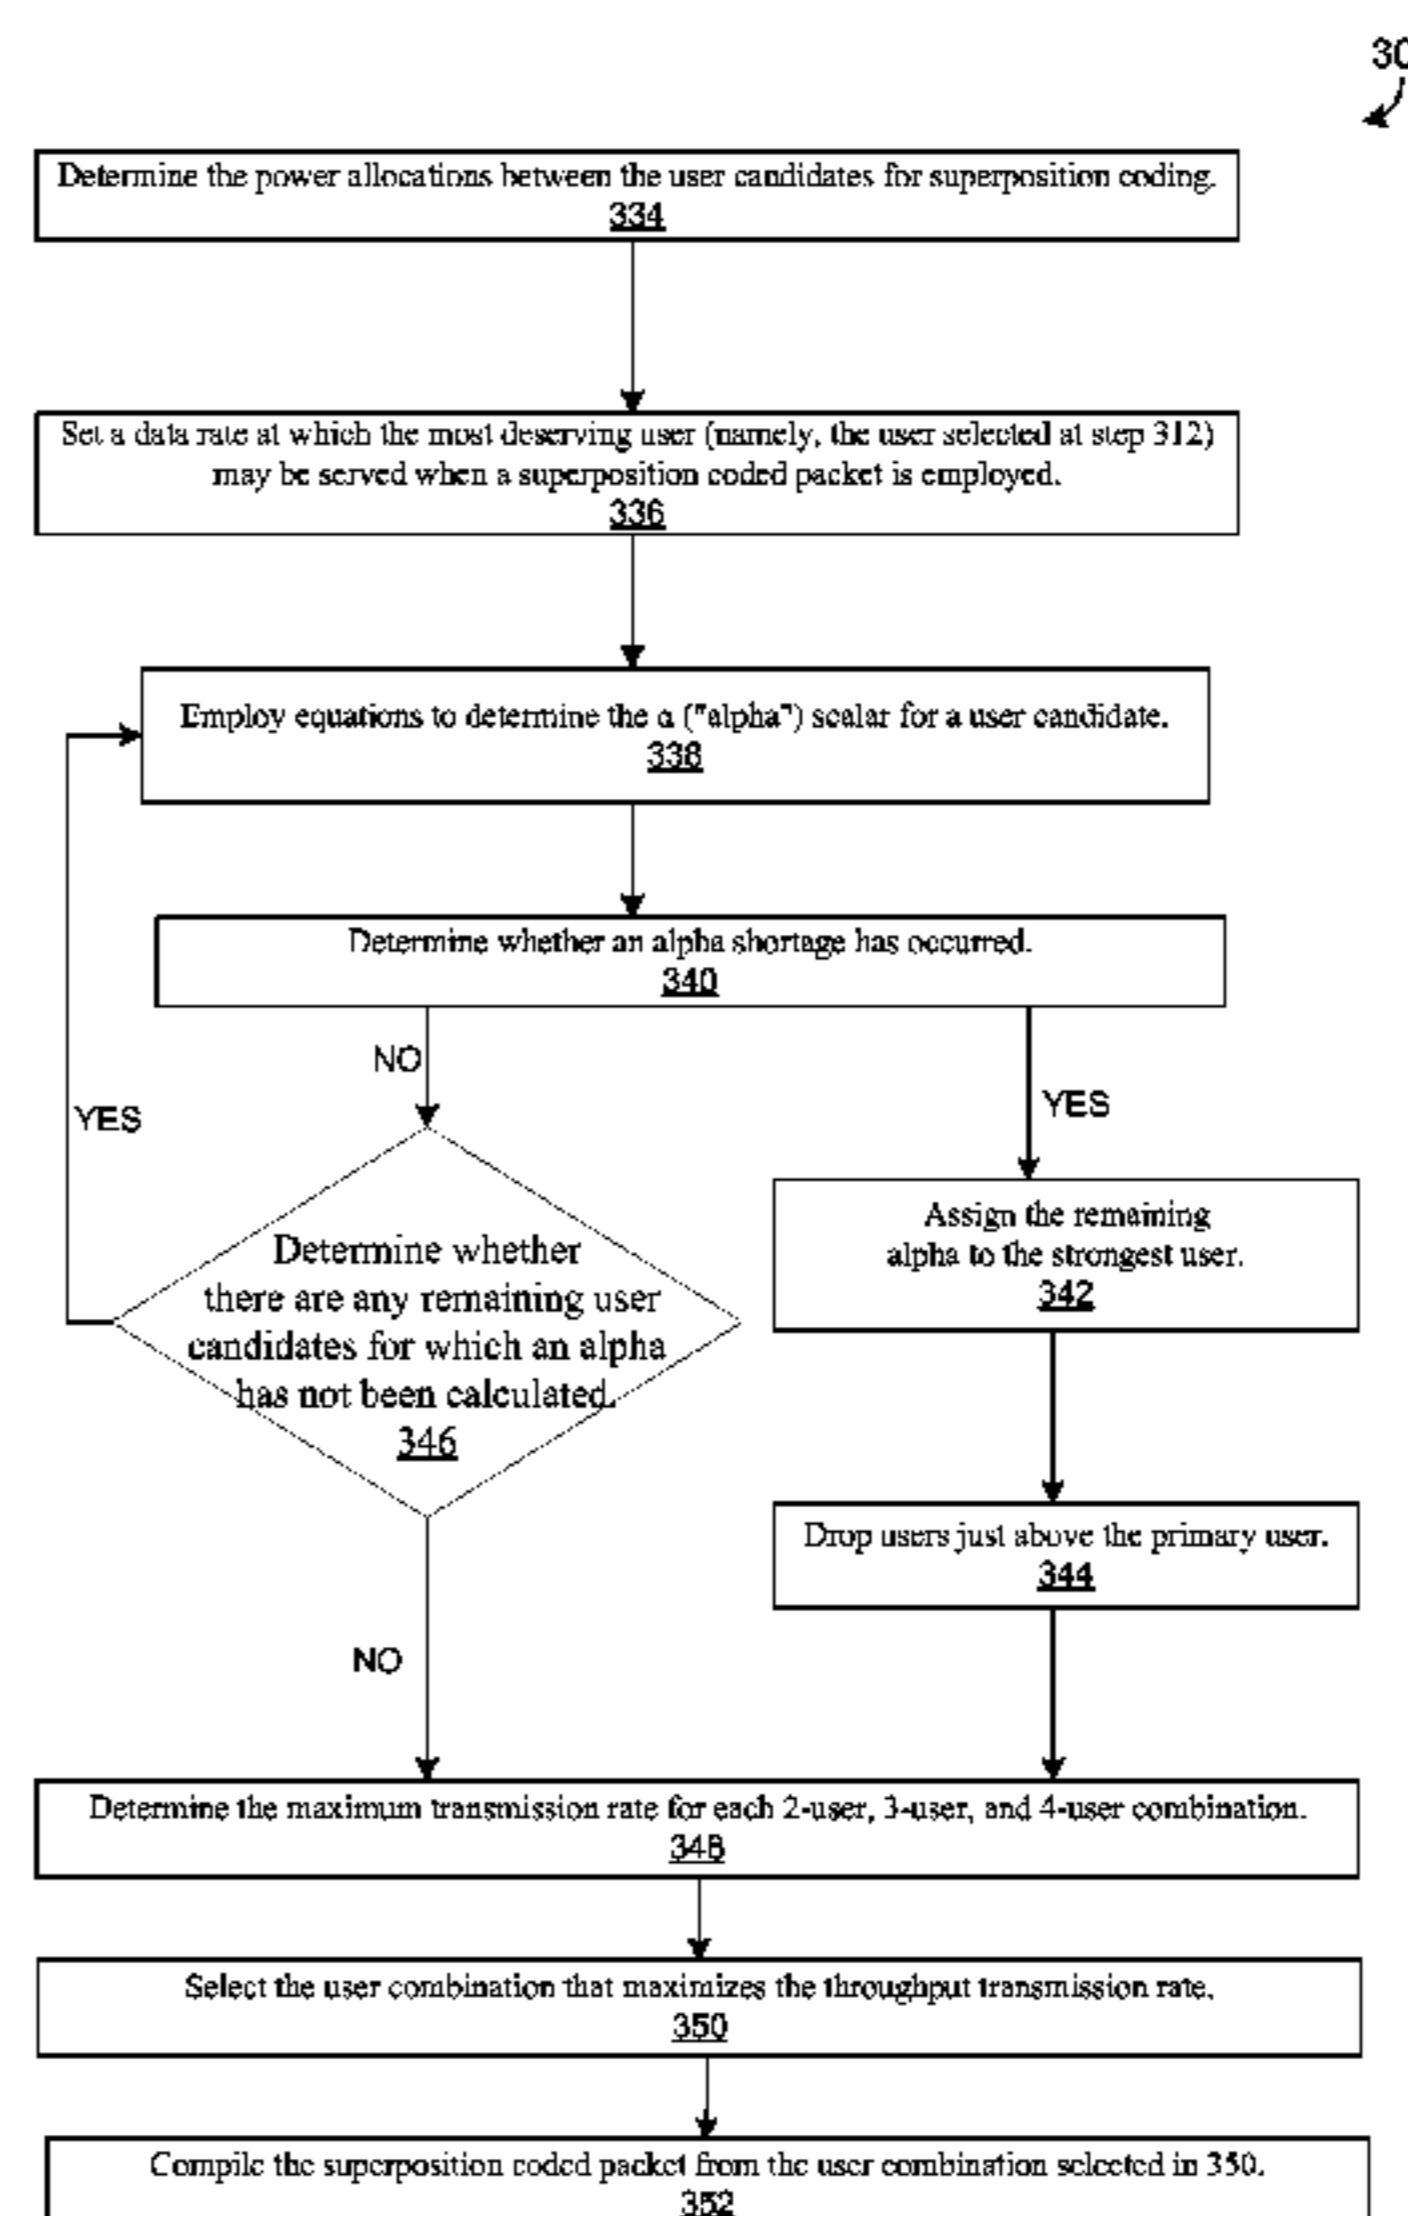 30
Determine the power allocations between the user candidates for superposition coding.
334
Set a data rate at which the most deserving user (namely, the user selected at step 312)
may be served when a superposition coded packet is employed.
336
Employ equations to determine the α ("alpha") scalar for a user candidate.
338
Determine whether an alpha shortage has occurred.
340
NO
YES
YES
Assign the remaining
alpha to the strongest user.
342
Determine whether
there are any remaining user
candidates for which an alpha
has not been calculated.
346
Drop users just above the primary user.
344
NO
Determine the maximum transmission rate for each 2-user, 3-user, and 4-user combination.
348
Select the user combination that maximizes the throughput transmission rate.
350
Compile the superposition coded packet from the user combination selected in 350.
352